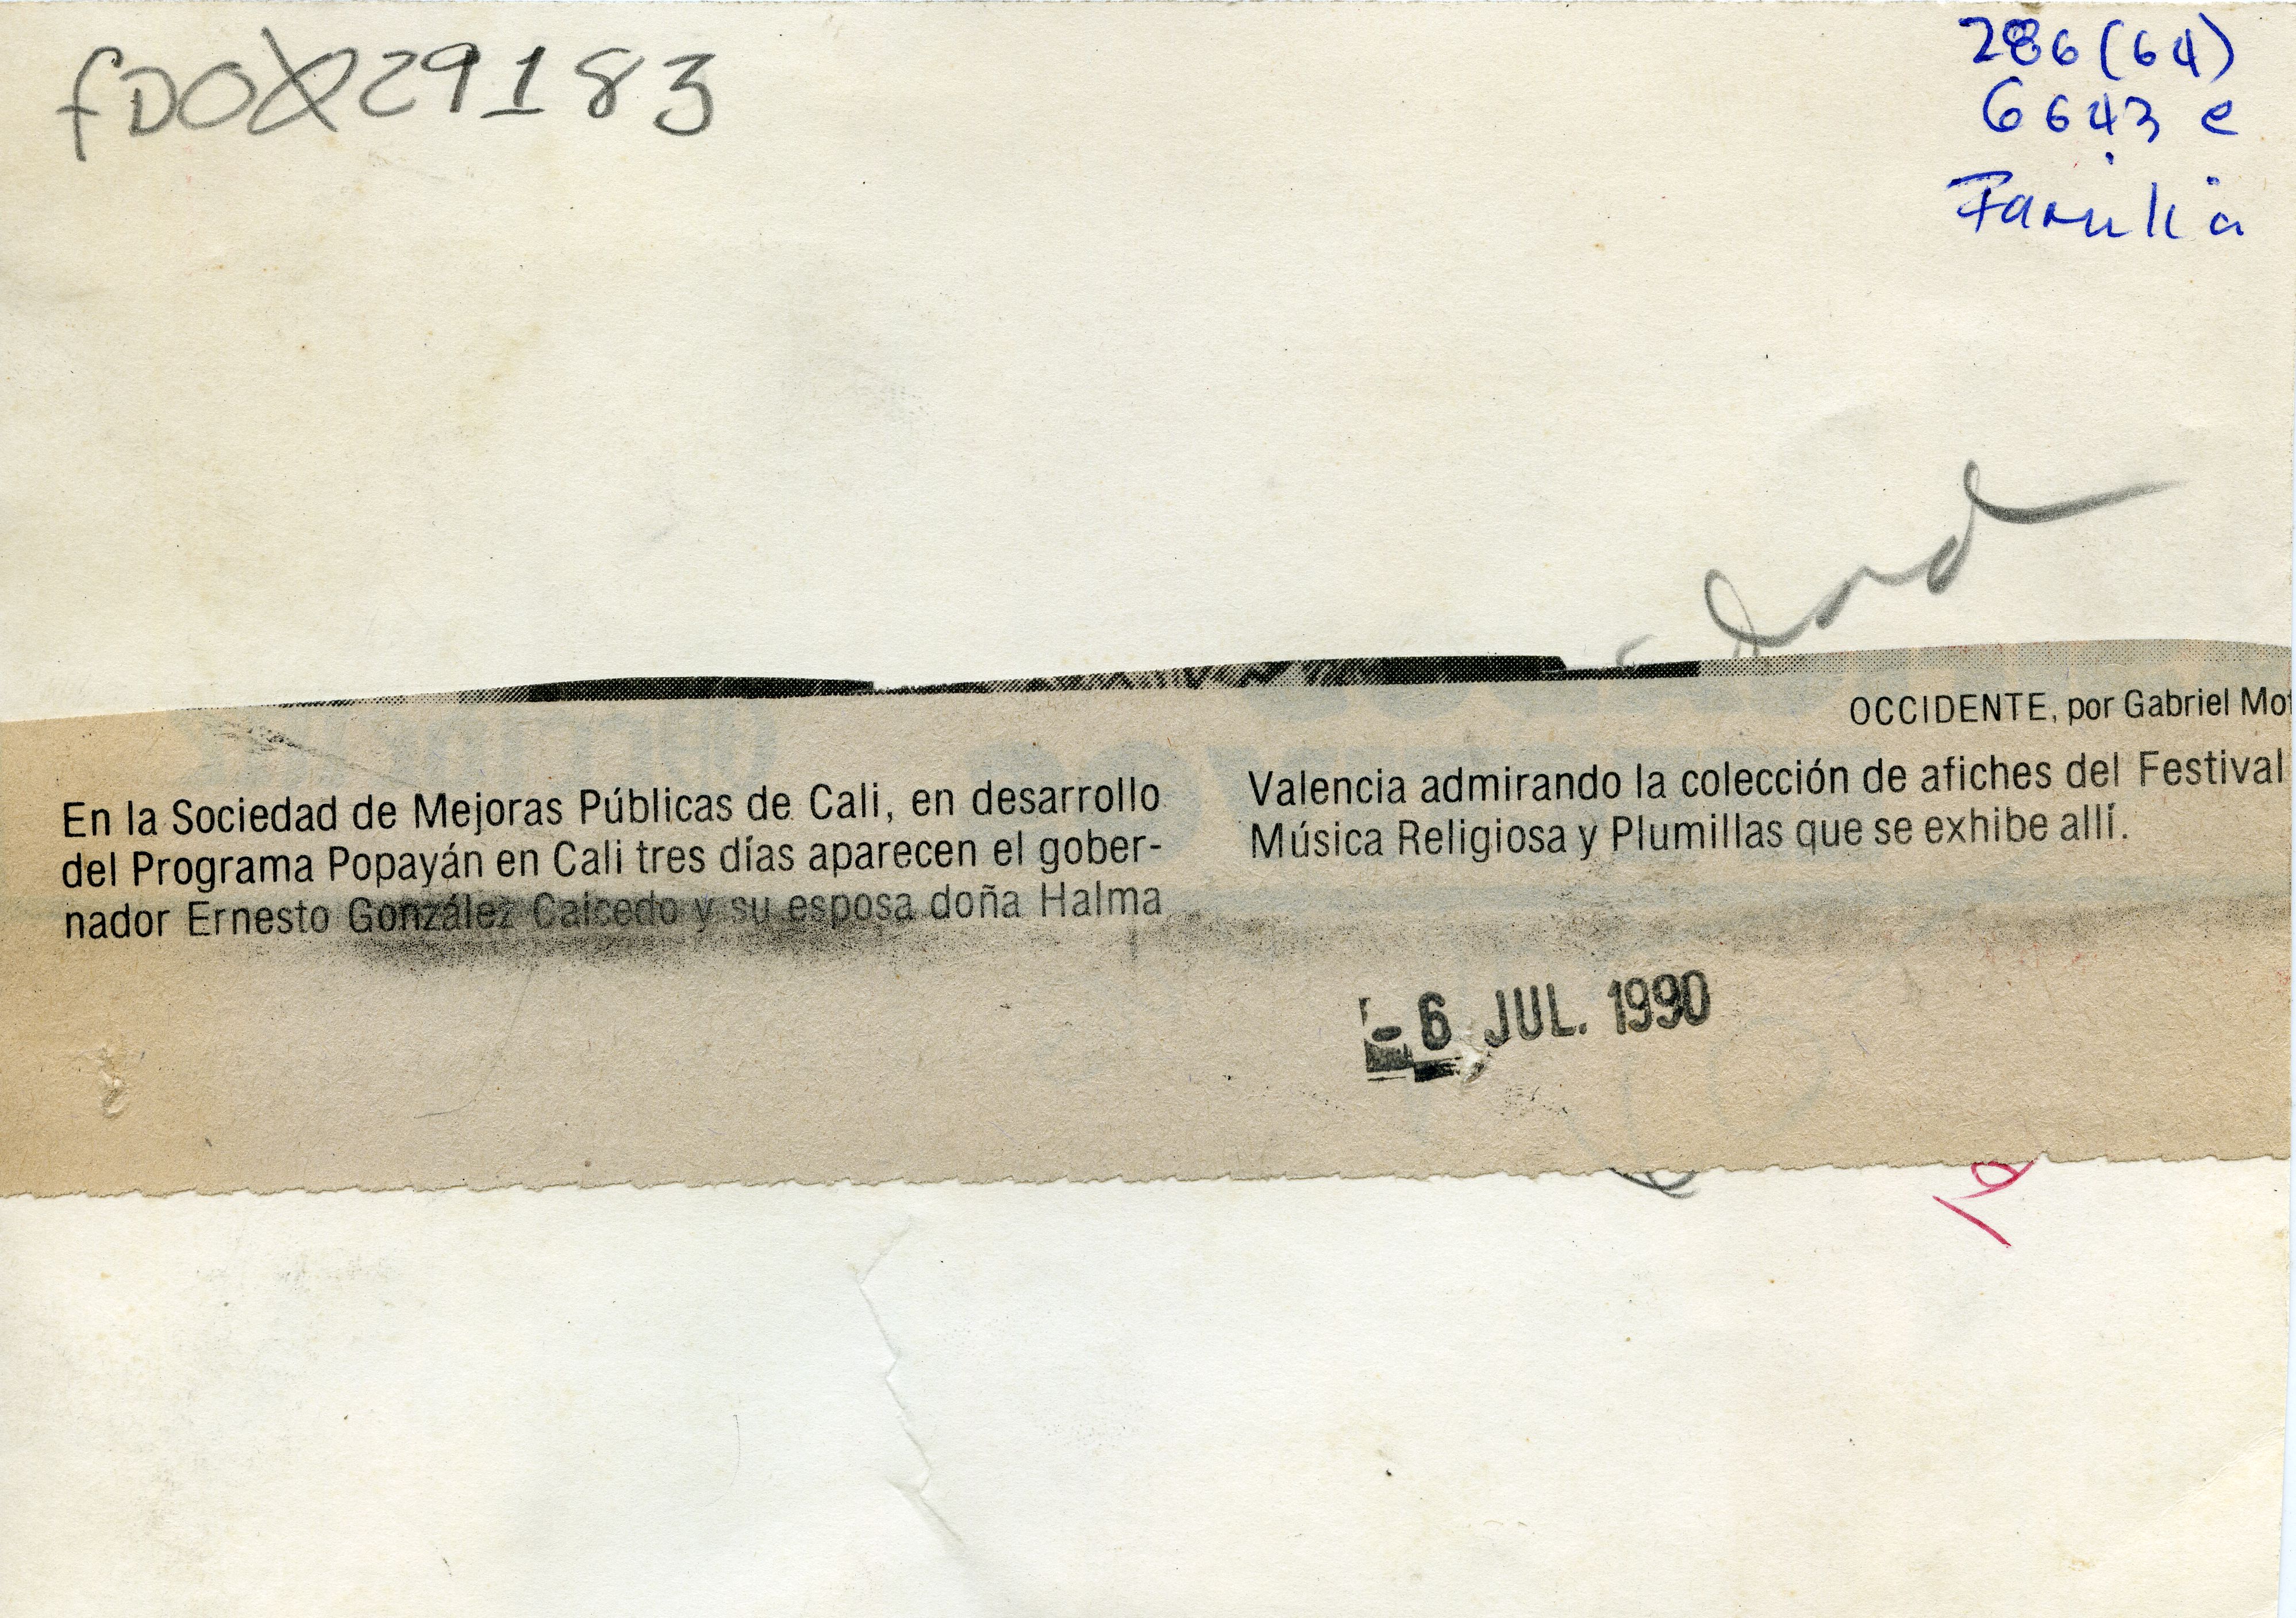 fDO029183
286(64)
6643 e
Familia
OCCIDENTE, por Gabriel Mo
En la Sociedad de Mejoras Públicas de Cali, en desarrollo
del Programa Popayán en Cali tres días aparecen el gober-
nador Ernesto González Caicedo y su esposa doña Halma
Valencia admirando la colección de afiches del Festival
Música Religiosa y Plumillas que se exhibe allí.
- 6 JUL. 1990